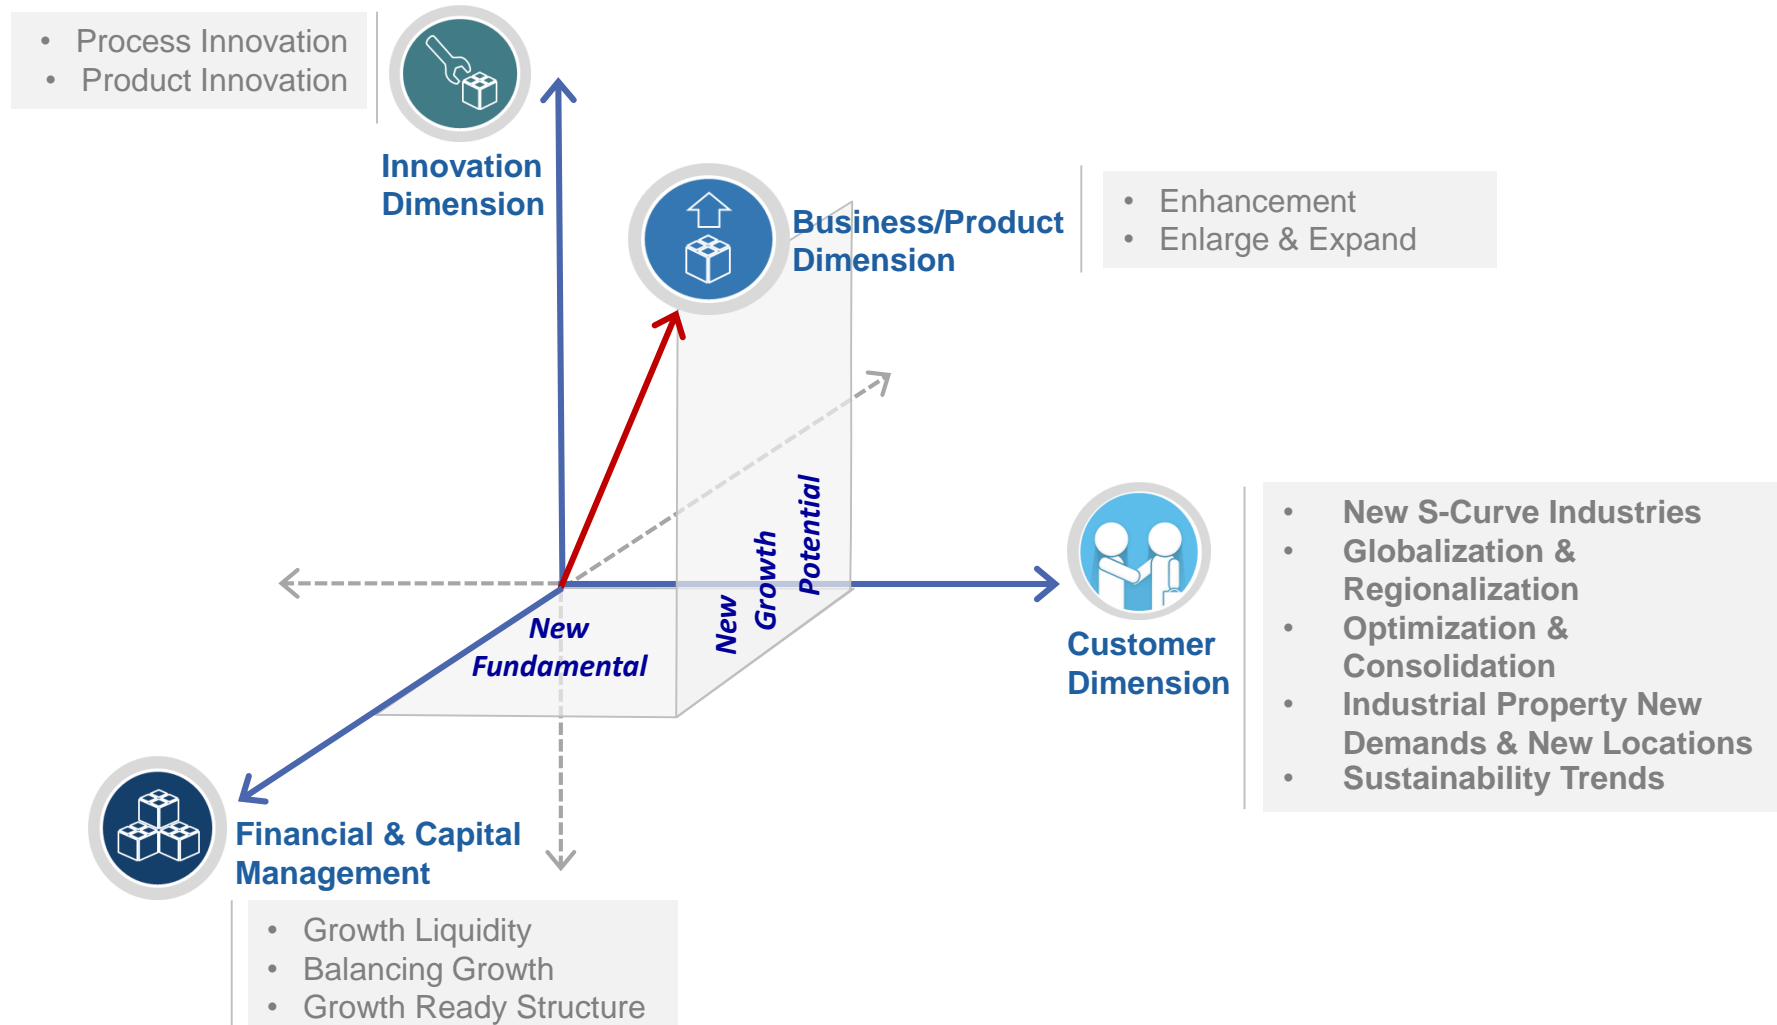 • Process Innovation
• Product Innovation
Innovation
Dimension
Business/Product
Dimension
• Enhancement
• Enlarge & Expand
New
Fundamental
New
Growth
Potential
Customer
Dimension
• New S-Curve Industries
• Globalization &
Regionalization
• Optimization &
Consolidation
• Industrial Property New
Demands & New Locations
• Sustainability Trends
Financial & Capital
Management
• Growth Liquidity
• Balancing Growth
• Growth Ready Structure